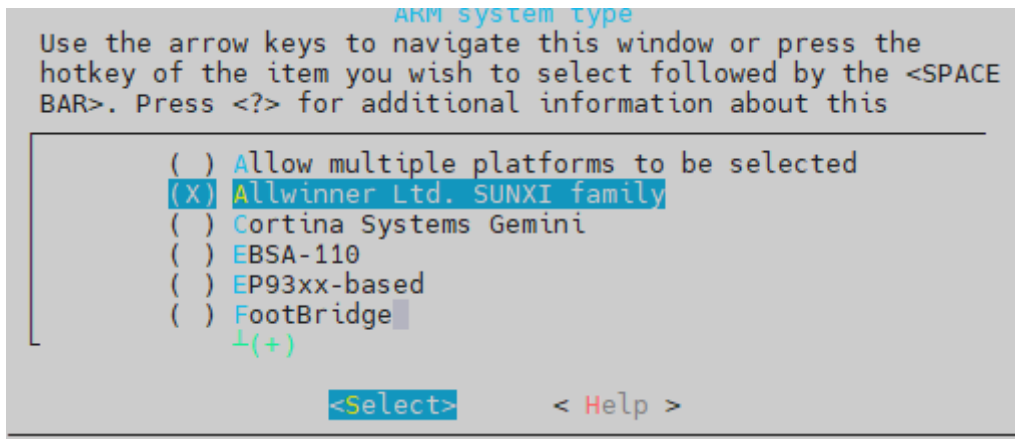 ARM system type
Use the arrow keys to navigate this window or press the
hotkey of the item you wish to select followed by the <SPACE
BAR>. Press <?> for additional information about this
( ) Allow multiple platforms to be selected
(X) Allwinner Ltd. SUNXI family
( ) Cortina Systems Gemini
( ) EBSA-110
( ) EP93xx-based
( ) FootBridge
┴(+)
<Select> < Help >